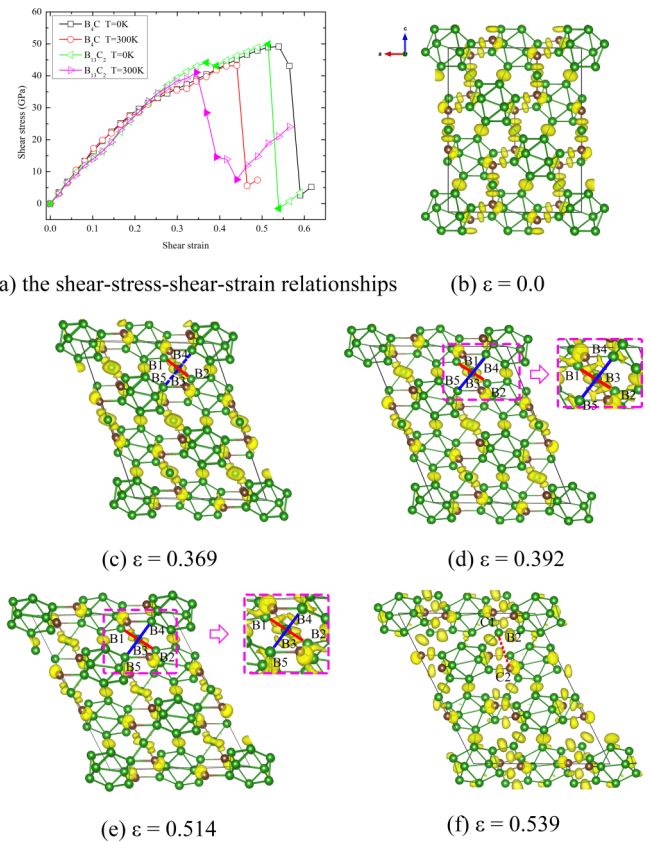 60
50
40
30
20
10
0
Shear stress (GPa)
B4C T=0K
B4C T=300K
B13C2 T=0K
B13C2 T=300K
0.0 0.1 0.2 0.3 0.4 0.5 0.6
Shear strain
c
a
a) the shear-stress-shear-strain relationships
(b) ε = 0.0
B4
B1
B2
B5 B3
(c) ε = 0.369
B1
B4
B5 B3
B2
B4
B1
B3
B2
B5
(d) ε = 0.392
B4
B1
B3
B2
B5
B4
B1
B2
B3
B5
(e) ε = 0.514
C1
B2
C2
(f) ε = 0.539